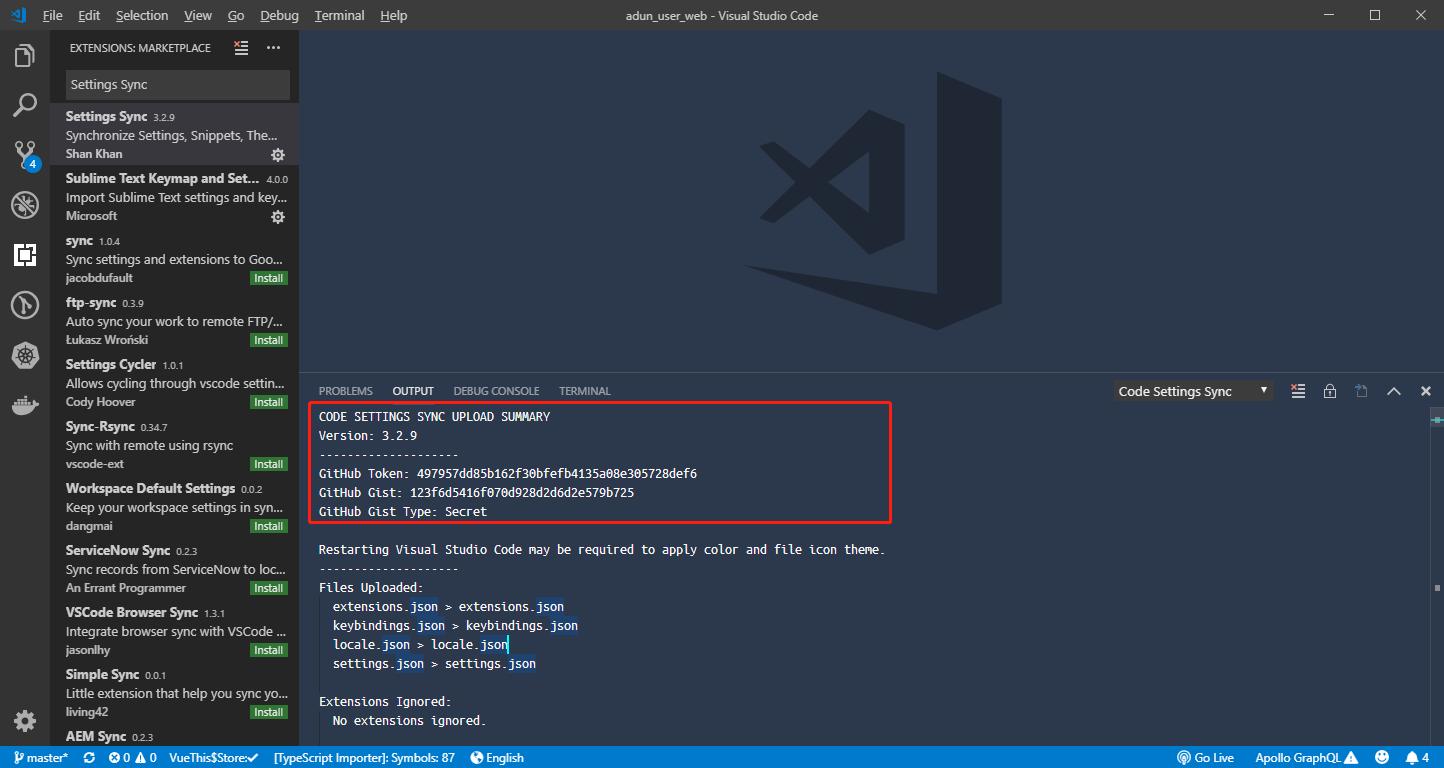 File Edit Selection View Go Debug Terminal Help adun_user_web - Visual Studio Code
EXTENSIONS: MARKETPLACE
Settings Sync
Settings Sync 3.2.9
Synchronize Settings, Snippets, The...
Shan Khan
Sublime Text Keymap and Set... 4.0.0
Import Sublime Text settings and key...
Microsoft
sync 1.0.4
Sync settings and extensions to Goo...
jacobdufault Install
ftp-sync 0.3.9
Auto sync your work to remote FTP/...
Łukasz Wroński Install
Settings Cycler 1.0.1
Allows cycling through vscode settin...
Cody Hoover Install
Sync-Rsync 0.34.7
Sync with remote using rsync
vscode-ext Install
Workspace Default Settings 0.0.2
Keep your workspace settings in syn...
dangmai Install
ServiceNow Sync 0.2.3
Sync records from ServiceNow to loc...
An Errant Programmer Install
VSCode Browser Sync 1.3.1
Integrate browser sync with VSCode ...
jasonlhy Install
Simple Sync 0.0.1
Little extension that help you sync yo...
living42 Install
AEM Sync 0.2.3
4
PROBLEMS OUTPUT DEBUG CONSOLE TERMINAL Code Settings Sync
CODE SETTINGS SYNC UPLOAD SUMMARY
Version: 3.2.9
--------------------
GitHub Token: 497957dd85b162f30bfefb4135a08e305728def6
GitHub Gist: 123f6d5416f070d928d2d6d2e579b725
GitHub Gist Type: Secret
Restarting Visual Studio Code may be required to apply color and file icon theme.
--------------------
Files Uploaded:
extensions.json > extensions.json
keybindings.json > keybindings.json
locale.json > locale.json
settings.json > settings.json
Extensions Ignored:
No extensions ignored.
master* 0 0 VueThis$Store: [TypeScript Importer]: Symbols: 87 English Go Live Apollo GraphQL 4